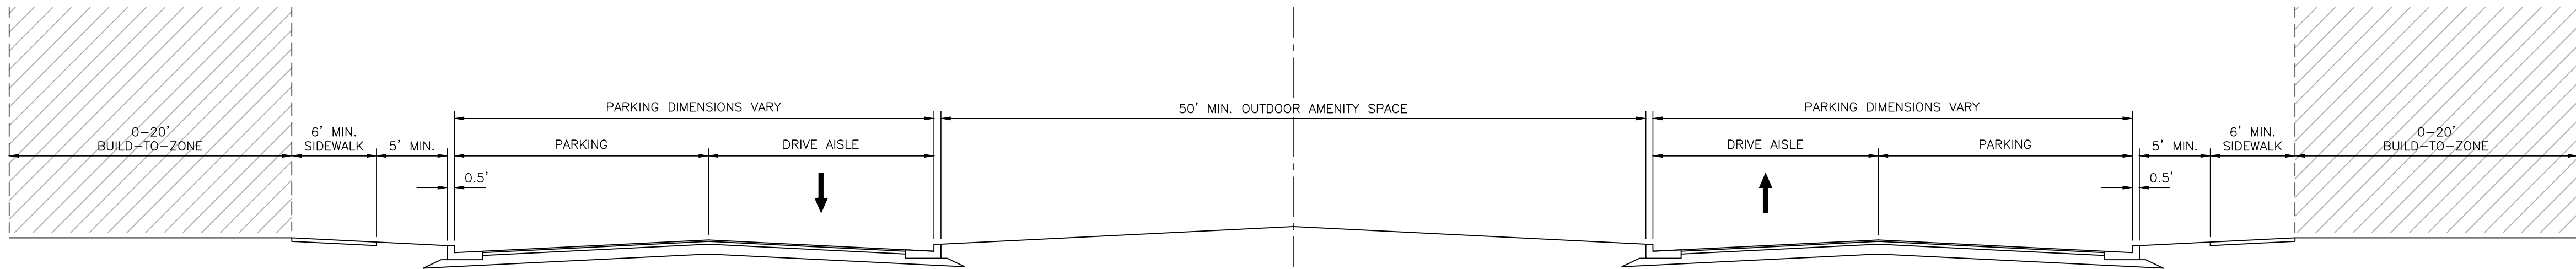 PARKING DIMENSIONS VARY
50' MIN. OUTDOOR AMENITY SPACE
PARKING DIMENSIONS VARY
0-20'
BUILD-TO-ZONE
6' MIN.
SIDEWALK
5' MIN.
PARKING
DRIVE AISLE
DRIVE AISLE
PARKING
5' MIN.
6' MIN.
SIDEWALK
0-20'
BUILD-TO-ZONE
0.5'
0.5'